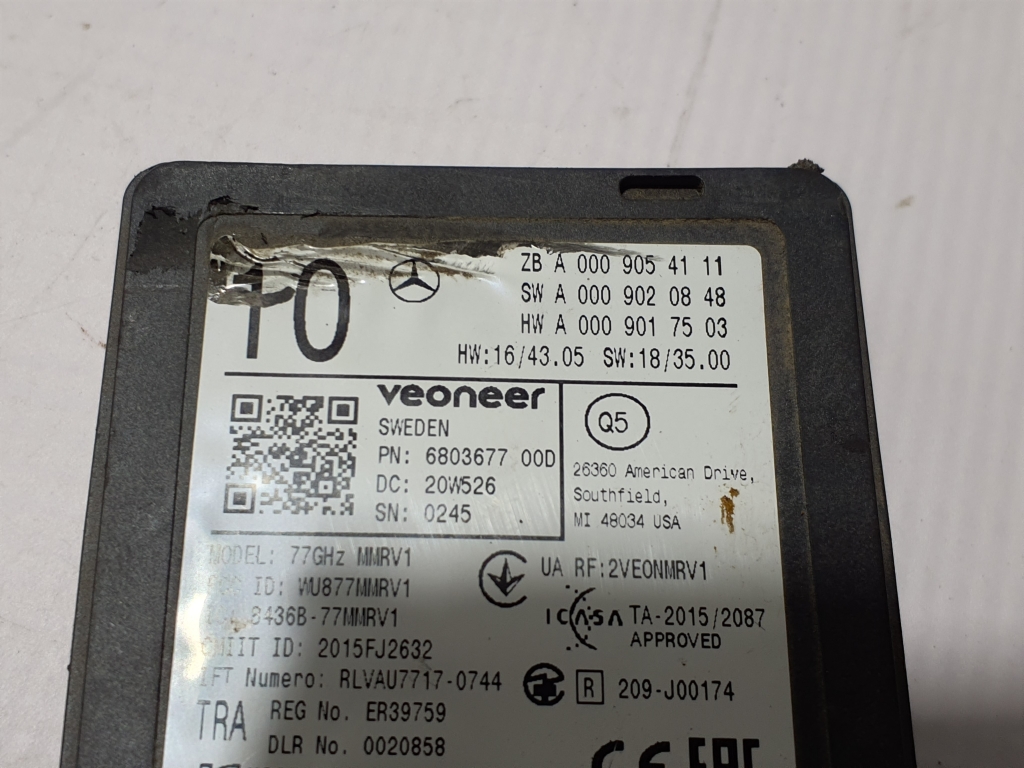 10
ZB A 000 905 41 11
SW A 000 902 08 48
HW A 000 901 75 03
HW:16/43.05 SW:18/35.00
veoneer
SWEDEN
PN: 6803677 00D
DC: 20W526
SN: 0245
Q5
26360 American Drive,
Southfield,
MI 48034 USA
MODEL: 77GHz MMRV1
ID: WU877MMRV1
8436B-77MMRV1
CMIIT ID: 2015FJ2632
IFT Numero: RLVAU7717-0744
TRA REG No. ER39759
DLR No. 0020858
UA RF:2VEONMRV1
ICASA TA-2015/2087
APPROVED
R 209-J00174
CE EAC